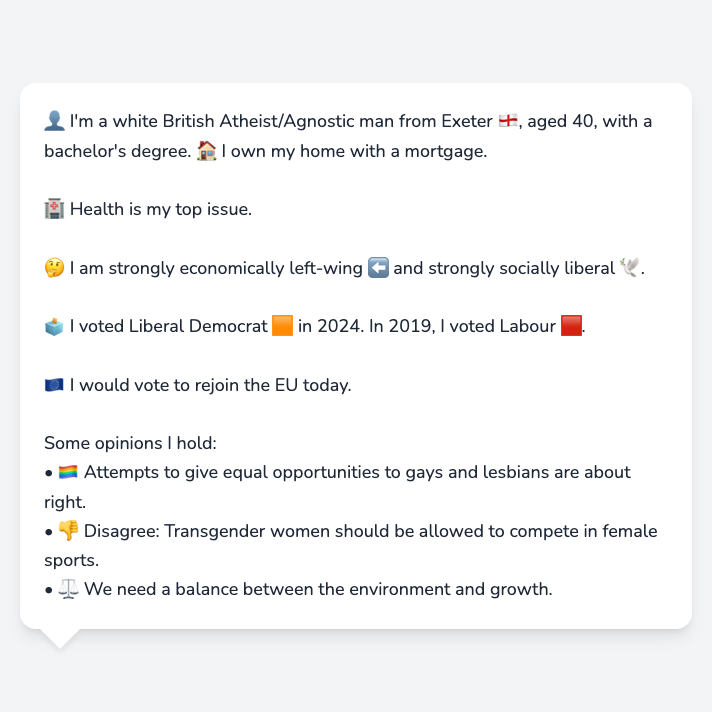 👤 I'm a white British Atheist/Agnostic man from Exeter 🏴󠁧󠁢󠁥󠁮󠁧󠁿, aged 40, with a
bachelor's degree. 🏠 I own my home with a mortgage.
🏥 Health is my top issue.
🤔 I am strongly economically left-wing ⬅️ and strongly socially liberal 🕊️.
🗳️ I voted Liberal Democrat 🟧 in 2024. In 2019, I voted Labour 🟥.
🇪🇺 I would vote to rejoin the EU today.
Some opinions I hold:
• 🏳️‍🌈 Attempts to give equal opportunities to gays and lesbians are about
right.
• 👎 Disagree: Transgender women should be allowed to compete in female
sports.
• ⚖️ We need a balance between the environment and growth.